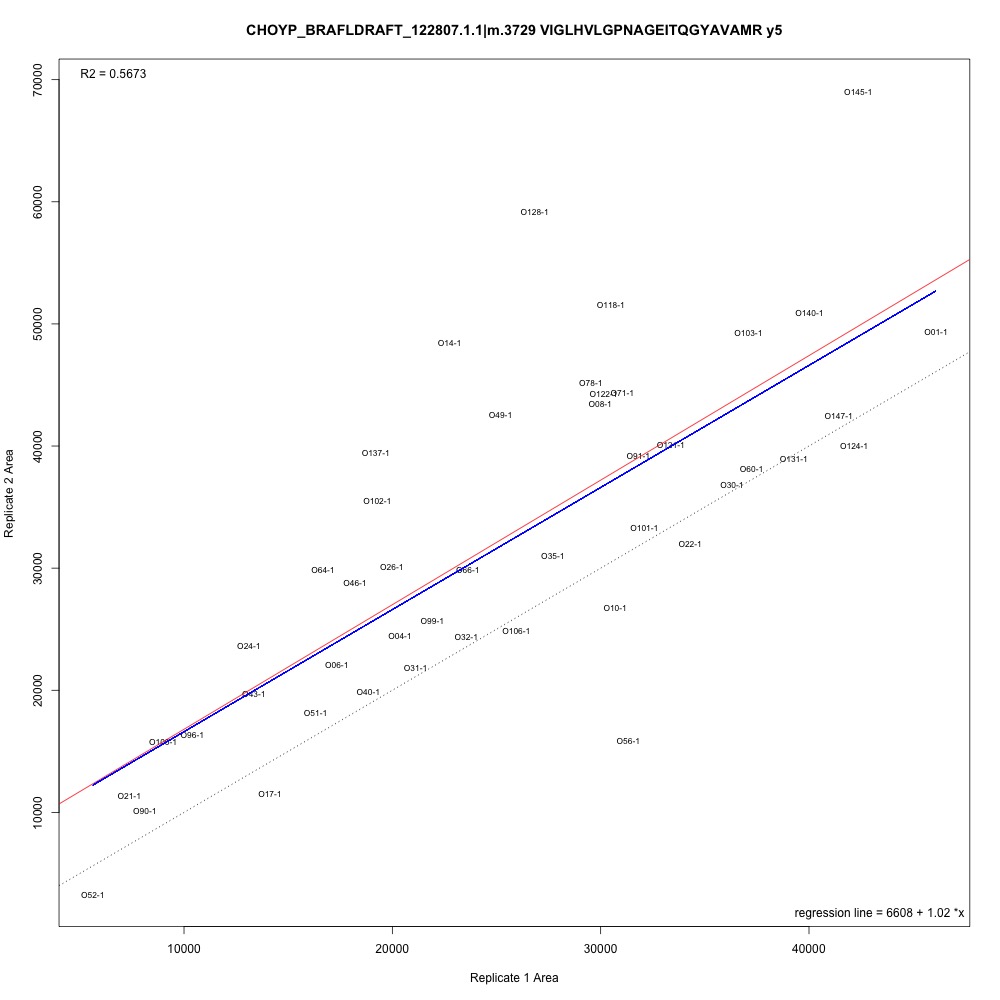 CHOYP_BRAFLDRAFT_122807.1.1|m.3729 VIGLHVLGPNAGEITQGYAVAMR y5
R2 = 0.5673
70000
O145-1
60000
O128-1
O118-1
O140-1
50000
O103-1
O01-1
O14-1
O78-1
O122-1
O71-1
O08-1
O49-1
O147-1
40000
O121-1
O124-1
O137-1
O91-1
O131-1
O60-1
O30-1
O102-1
O101-1
O22-1
O35-1
30000
O64-1
O26-1
O66-1
O46-1
O10-1
O99-1
O106-1
O04-1
O32-1
O24-1
O06-1
O31-1
20000
O40-1
O43-1
O51-1
O96-1
O56-1
O21-1
O17-1
10000
O90-1
O52-1
Replicate 2 Area
regression line = 6608 + 1.02 *x
10000
20000
30000
40000
Replicate 1 Area